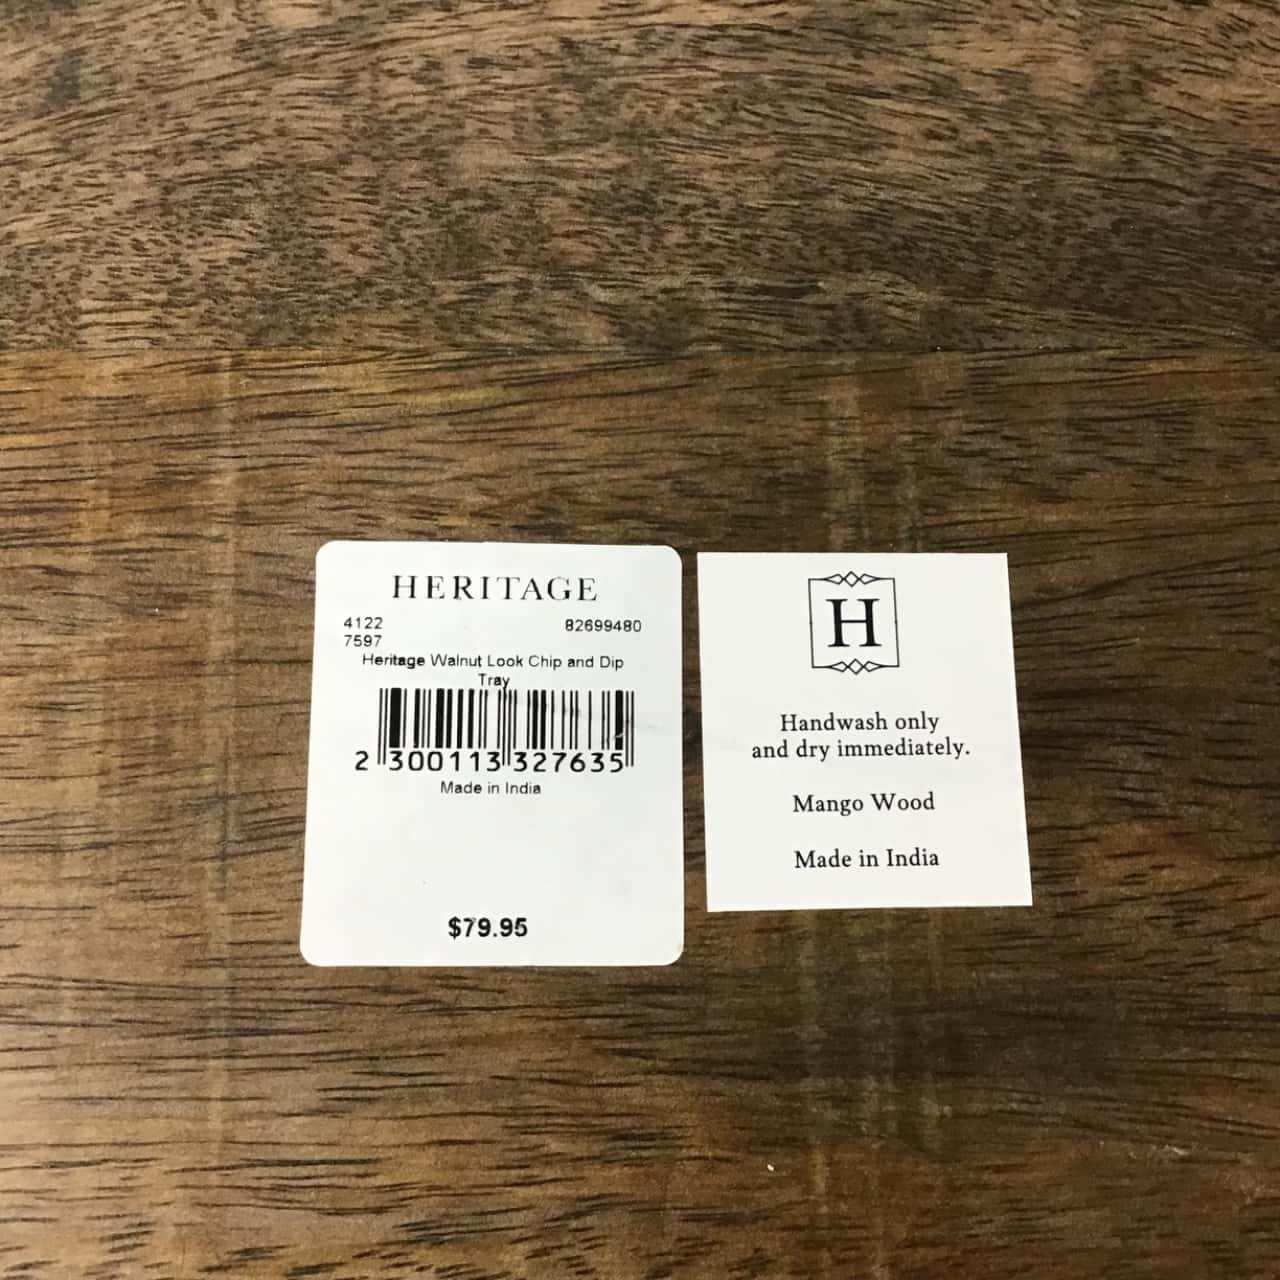 HERITAGE
4122 82699480
7597
Heritage Walnut Look Chip and Dip
Tray
2 300113 327635
Made in India
$79.95
H
Handwash only
and dry immediately.
Mango Wood
Made in India